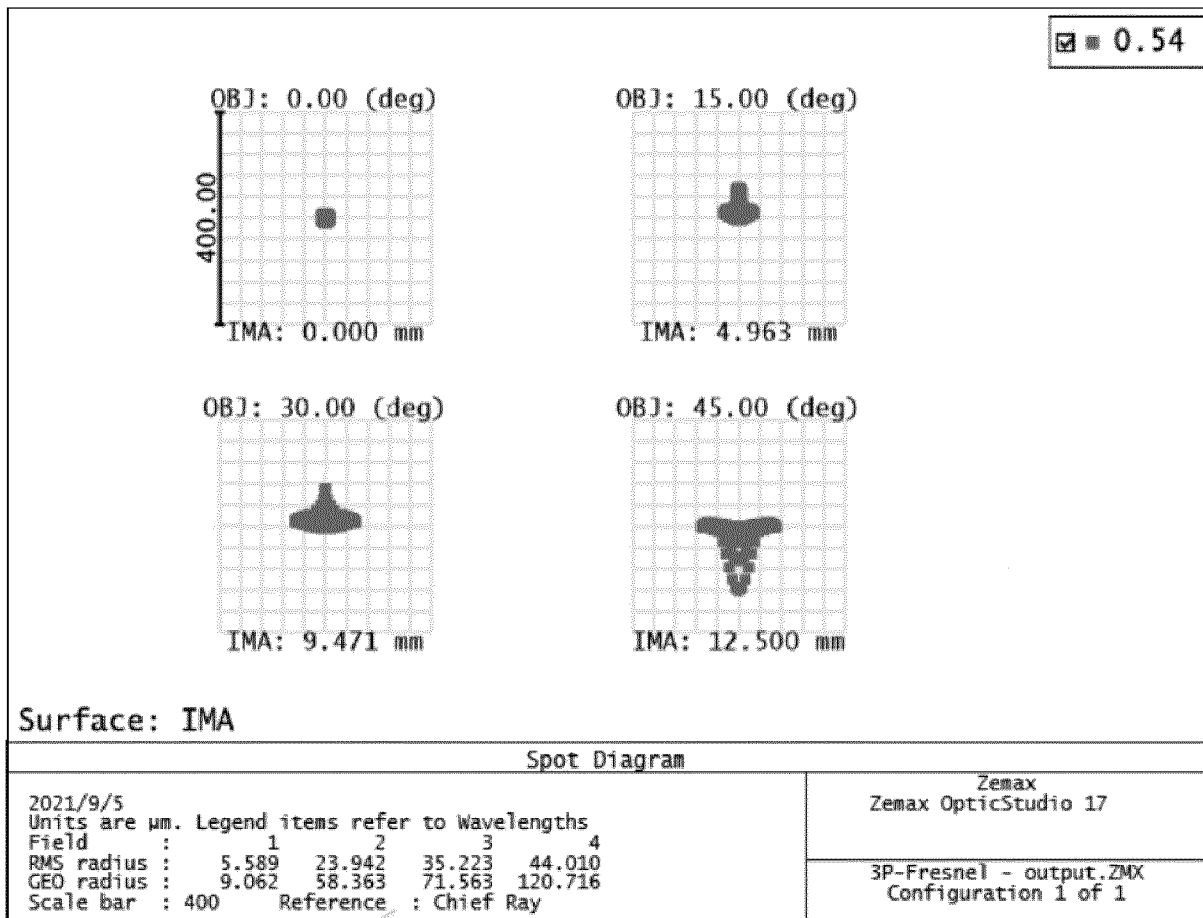 0.54
OBJ: 0.00 (deg)
OBJ: 15.00 (deg)
400.00
IMA: 0.000 mm
IMA: 4.963 mm
OBJ: 30.00 (deg)
OBJ: 45.00 (deg)
IMA: 9.471 mm
IMA: 12.500 mm
Surface: IMA
Spot Diagram
2021/9/5
Units are µm. Legend items refer to Wavelengths
Field : 1 2 3 4
RMS radius : 5.589 23.942 35.223 44.010
GEO radius : 9.062 58.363 71.563 120.716
Scale bar : 400 Reference : Chief Ray
Zemax
Zemax OpticStudio 17
3P-Fresnel - output.ZMX
Configuration 1 of 1